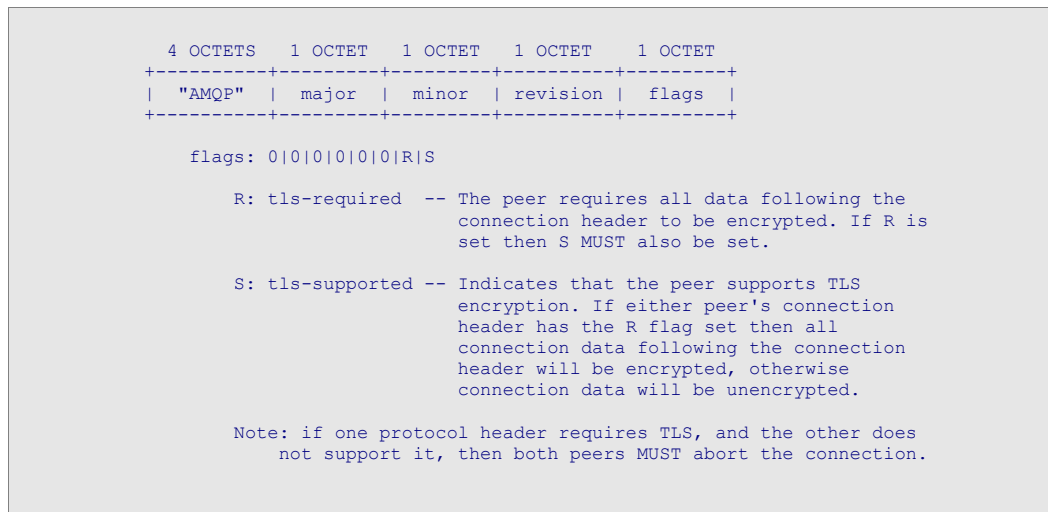 4 OCTETS   1 OCTET   1 OCTET   1 OCTET    1 OCTET
+----------+---------+---------+----------+---------+
|  "AMQP"  |  major  |  minor  | revision |  flags  |
+----------+---------+---------+----------+---------+
flags: 0|0|0|0|0|0|R|S
R: tls-required  -- The peer requires all data following the
connection header to be encrypted. If R is
set then S MUST also be set.
S: tls-supported -- Indicates that the peer supports TLS
encryption. If either peer's connection
header has the R flag set then all
connection data following the connection
header will be encrypted, otherwise
connection data will be unencrypted.
Note: if one protocol header requires TLS, and the other does
not support it, then both peers MUST abort the connection.